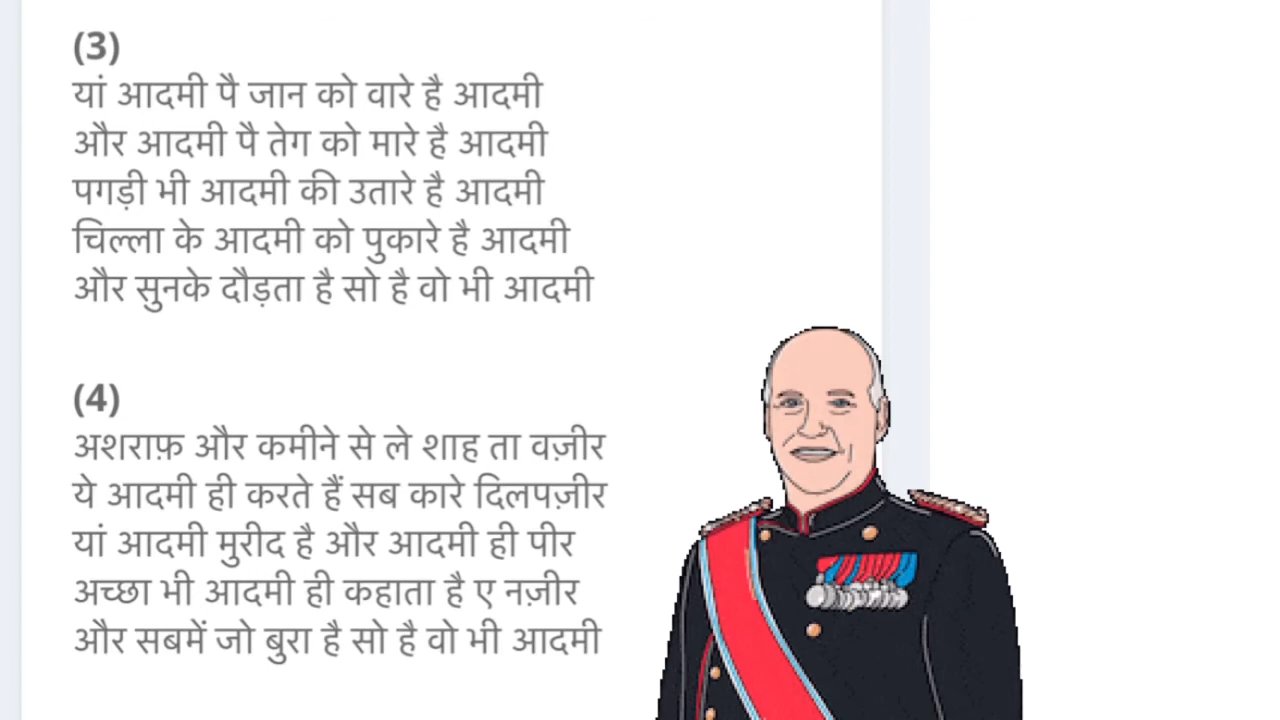 (3)
यां आदमी पै जान को वारे है आदमी
और आदमी पै तेग को मारे है आदमी
पगड़ी भी आदमी की उतारे है आदमी
चिल्ला के आदमी को पुकारे है आदमी
और सुनके दौड़ता है सो है वो भी आदमी
(4)
अशराफ़ और कमीने से ले शाह ता वज़ीर
ये आदमी ही करते हैं सब कारे दिलपज़ीर
यां आदमी मुरीद है और आदमी ही पीर
अच्छा भी आदमी ही कहाता है ए नज़ीर
और सबमें जो बुरा है सो है वो भी आदमी